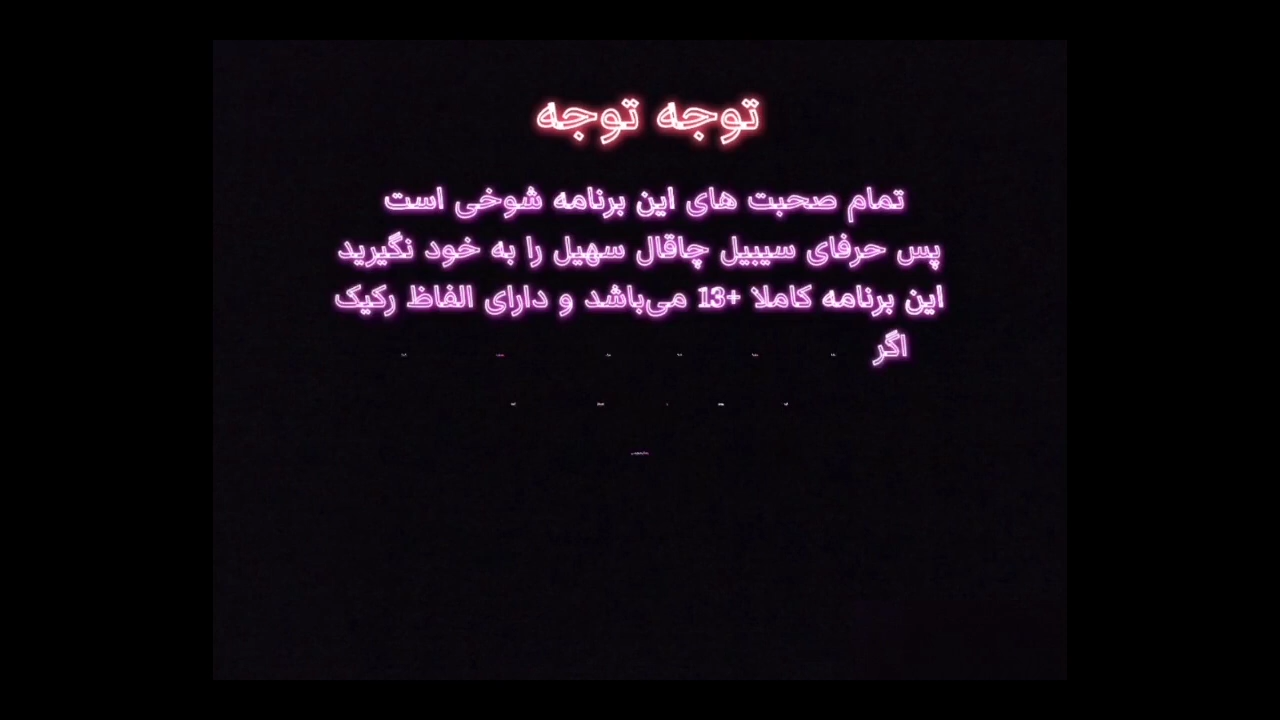 توجه توجه
تمام صحبت های این برنامه شوخی است
پس حرفای سیبیل چاقال سهیل را به خود نگیرید
این برنامه کاملا +13 می‌باشد و دارای الفاظ رکیک
اگر